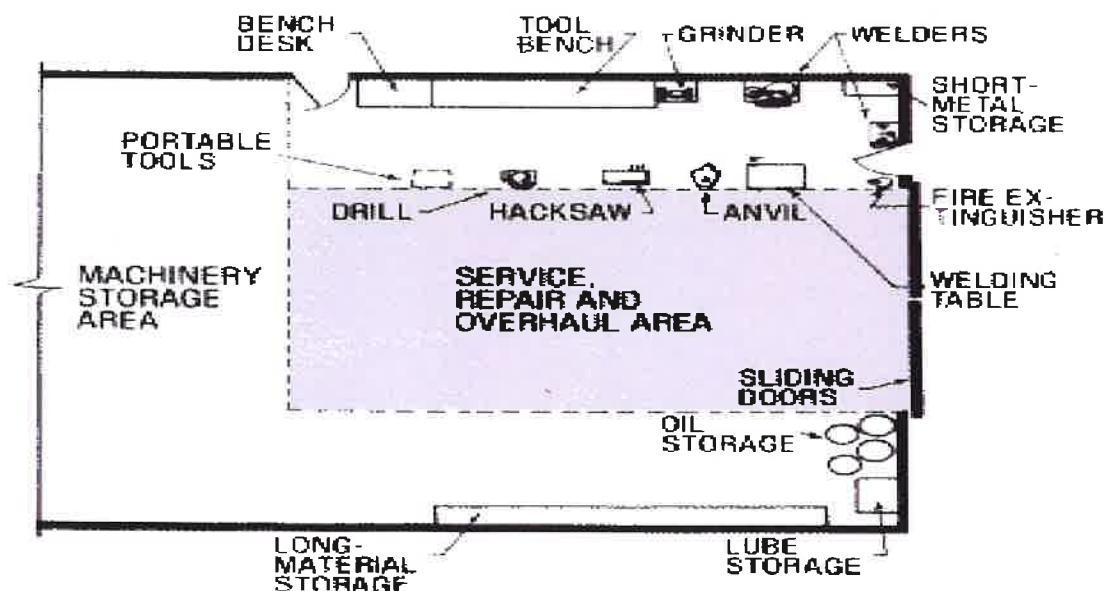 BENCH
DESK
TOOL
BENCH
GRINDER
WELDERS
SHORT-
METAL
STORAGE
PORTABLE
TOOLS
DRILL
HACKSAW
ANVIL
FIRE EX-
TINGUISHER
MACHINERY
STORAGE
AREA
SERVICE,
REPAIR AND
OVERHAUL AREA
WELDING
TABLE
SLIDING
DOORS
OIL
STORAGE
LONG-
MATERIAL
STORAGE
LUBE
STORAGE